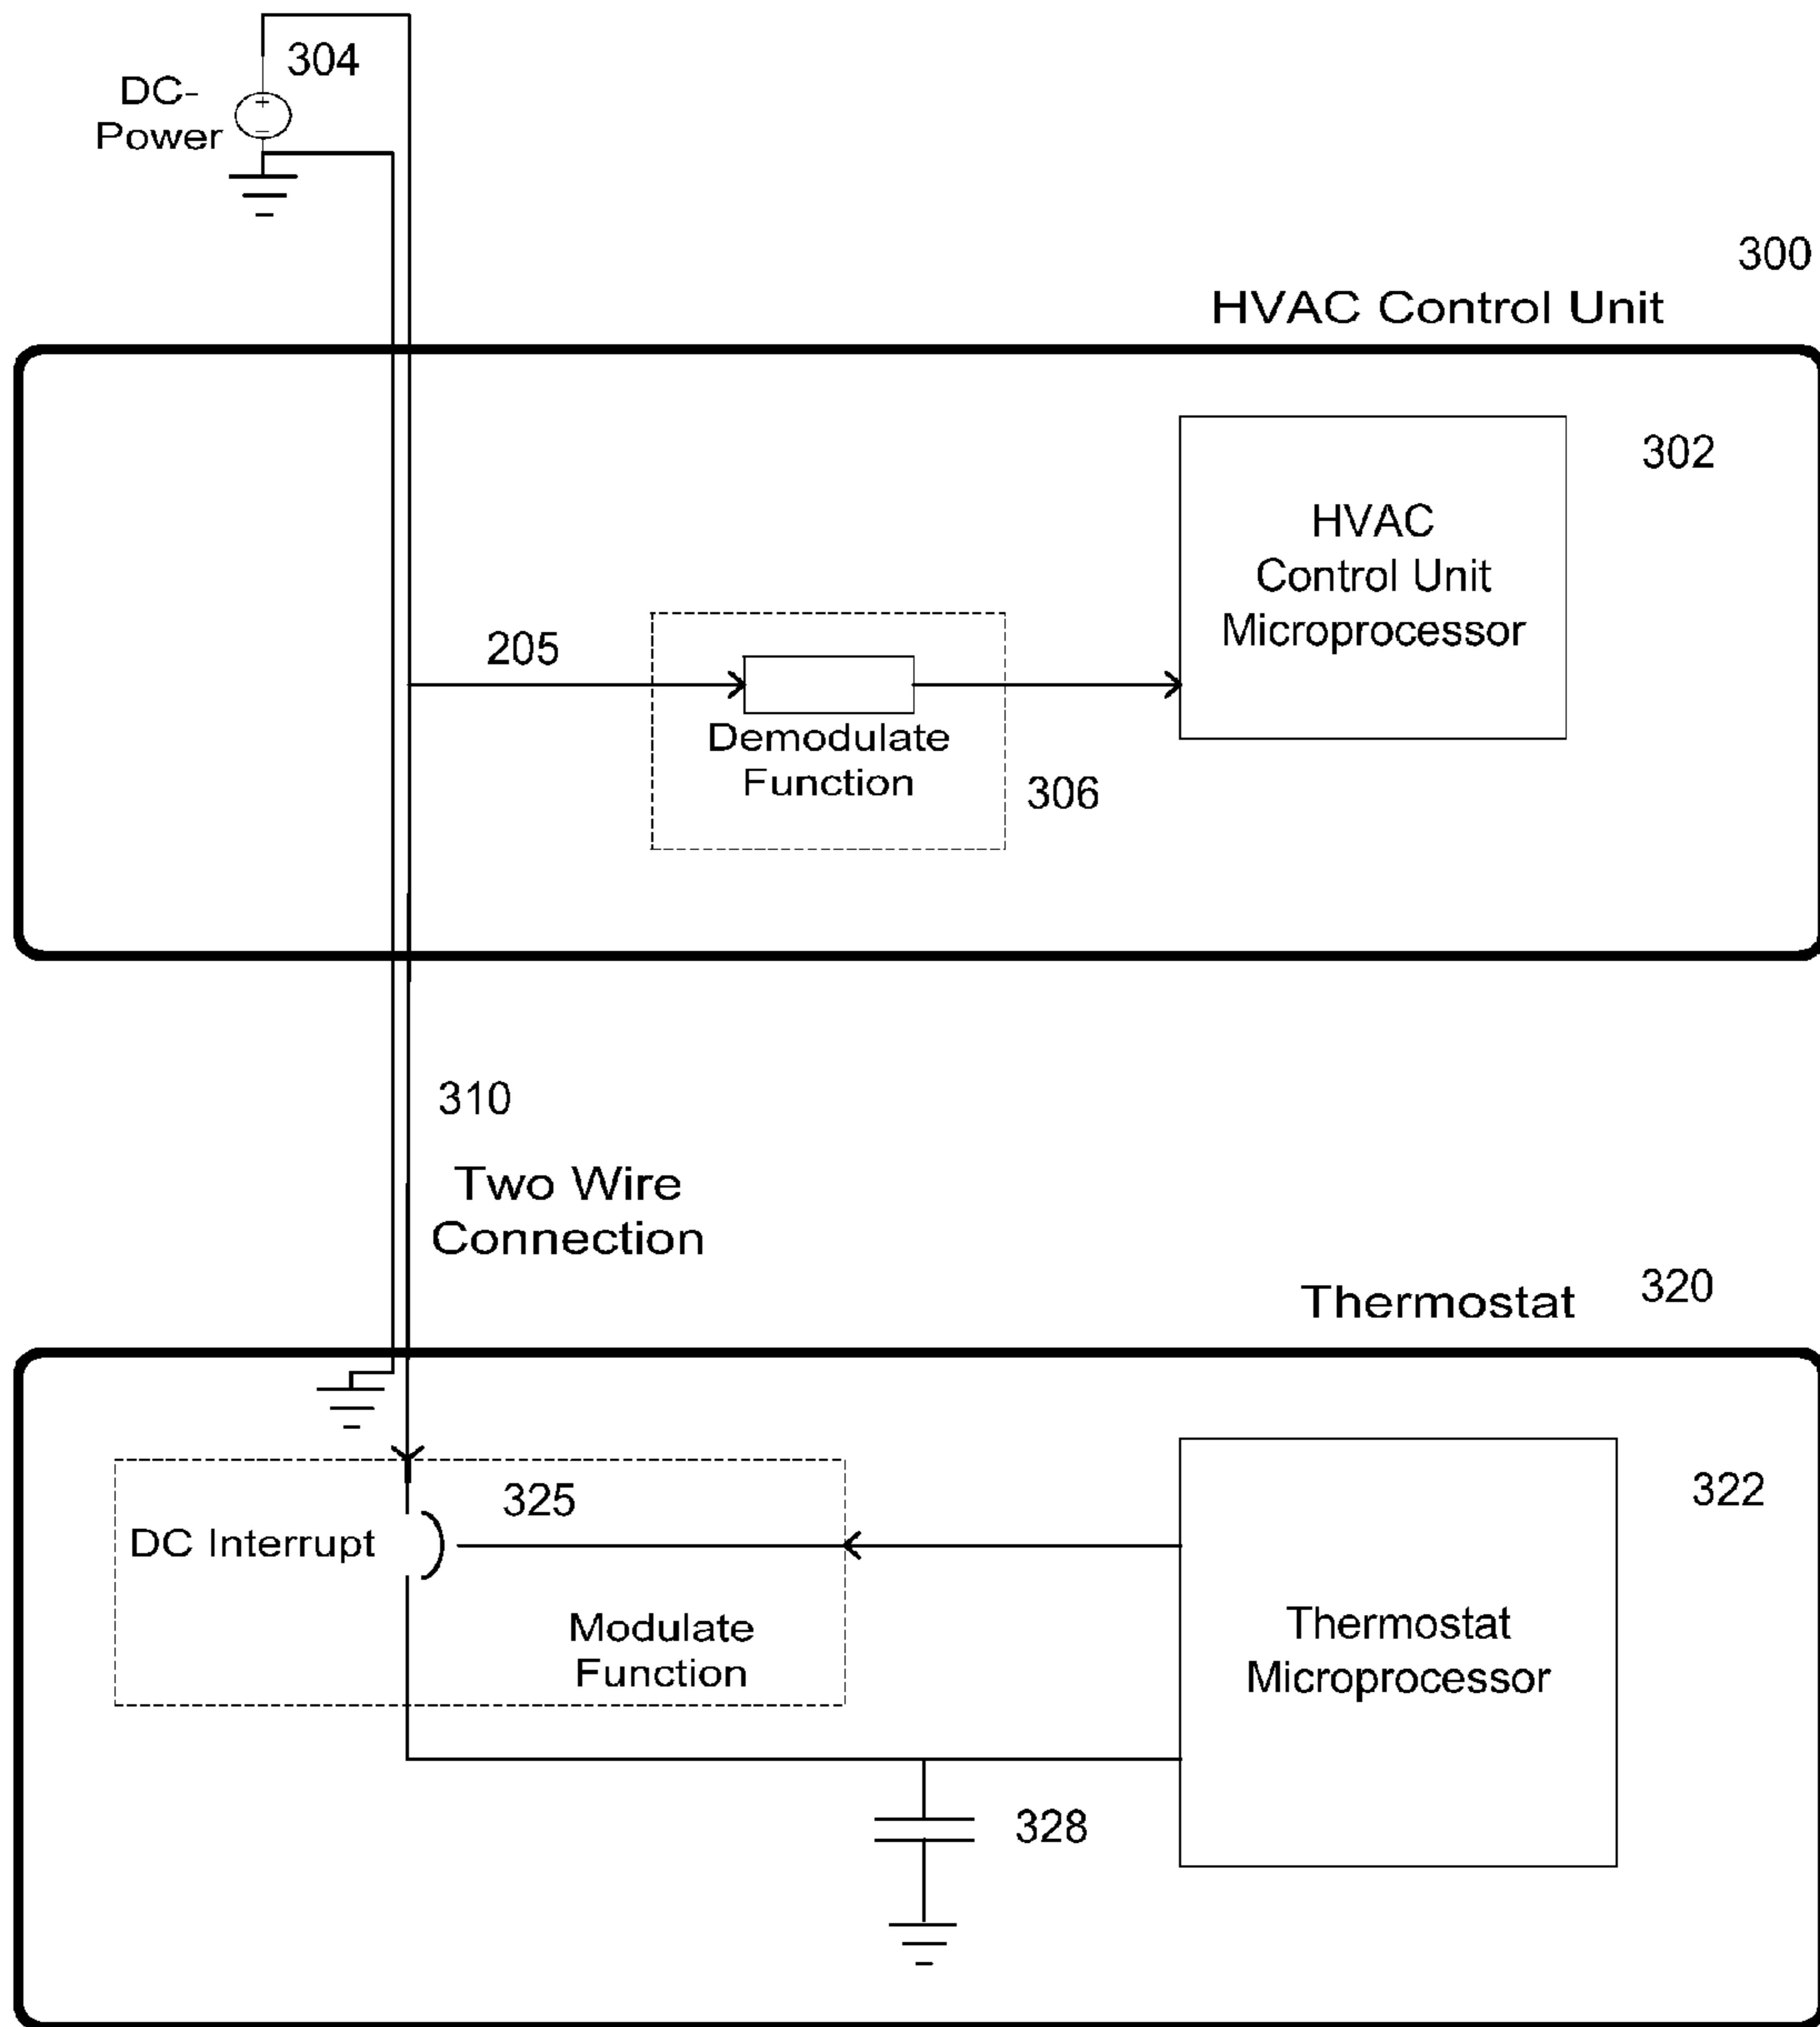 304
DC-
Power
+
–
300
HVAC Control Unit
302
HVAC
Control Unit
Microprocessor
205
Demodulate
Function
306
310
Two Wire
Connection
320
Thermostat
322
325
DC Interrupt
Modulate
Function
Thermostat
Microprocessor
328